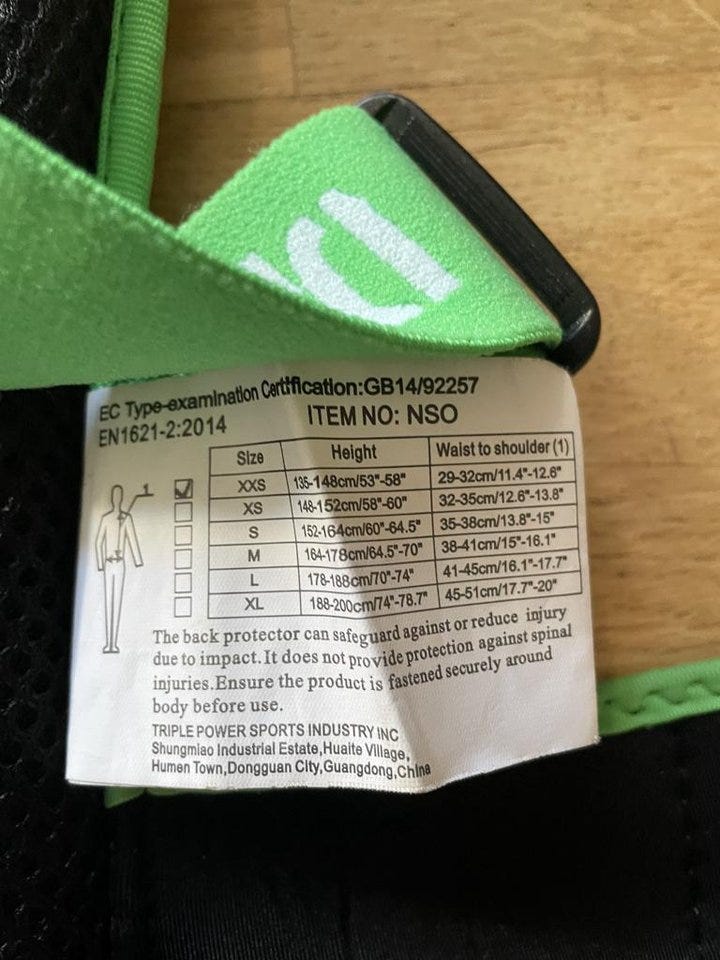 EC Type-examination Certification:GB14/92257
EN1621-2:2014
ITEM NO: NSO
Size Height Waist to shoulder (1)
XXS 135-148cm/53"-58" 29-32cm/11.4"-12.6"
XS 148-152cm/58"-60" 32-35cm/12.6"-13.8"
S 152-164cm/60"-64.5" 35-38cm/13.8"-15"
M 164-178cm/64.5"-70" 38-41cm/15"-16.1"
L 178-188cm/70"-74" 41-45cm/16.1"-17.7"
XL 188-200cm/74"-78.7" 45-51cm/17.7"-20"
1
The back protector can safeguard against or reduce injury
due to impact.It does not provide protection against spinal
injuries.Ensure the product is fastened securely around
body before use.
TRIPLE POWER SPORTS INDUSTRY INC
Shungmiao Industrial Estate,Huaite Village,
Humen Town,Dongguan City,Guangdong,China